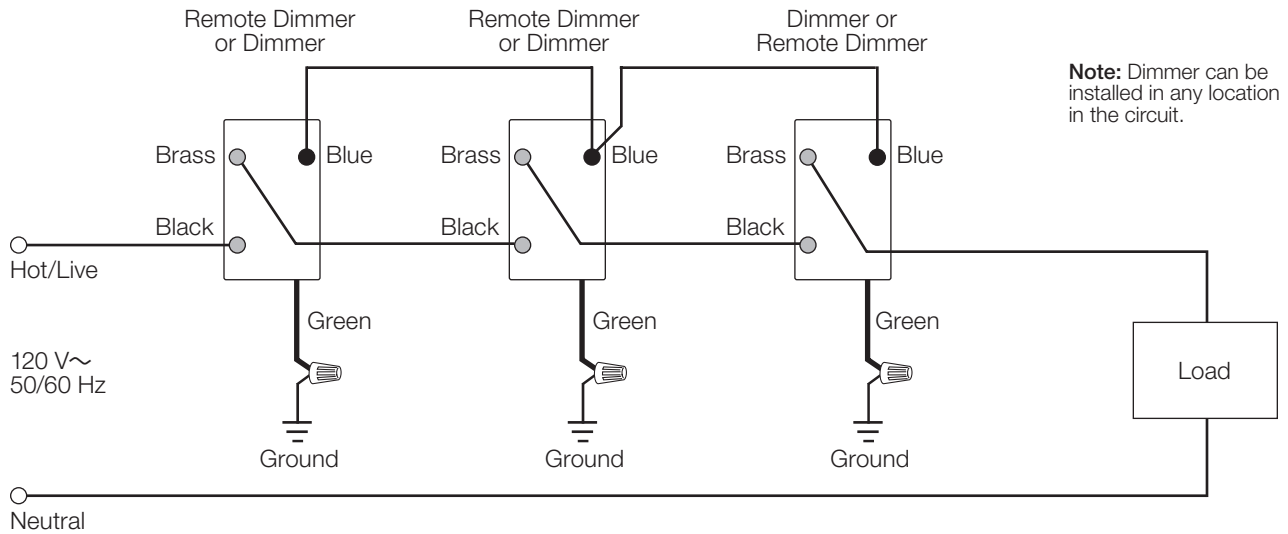 Remote Dimmer
or Dimmer
Remote Dimmer
or Dimmer
Dimmer or
Remote Dimmer
Note: Dimmer can be
installed in any location
in the circuit.
Brass
Blue
Brass
Blue
Brass
Blue
Black
Black
Black
Hot/Live
Green
Green
Green
120 V~
50/60 Hz
Load
Ground
Ground
Ground
Neutral